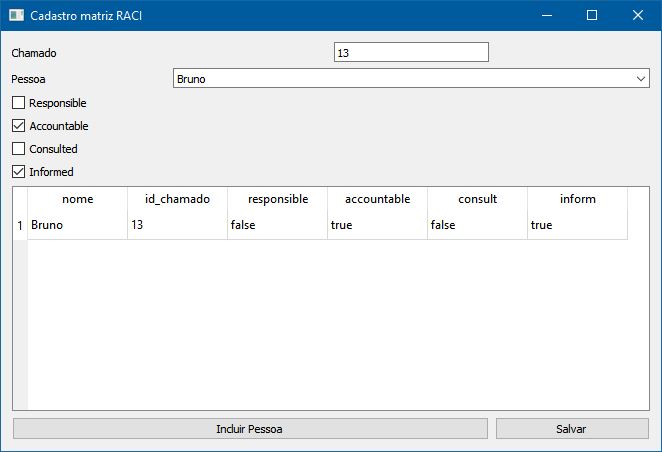 Cadastro matriz RACI
Chamado 13
Pessoa Bruno
Responsible
Accountable
Consulted
Informed
nome id_chamado responsible accountable consult inform
1 Bruno 13 false true false true
Incluir Pessoa Salvar